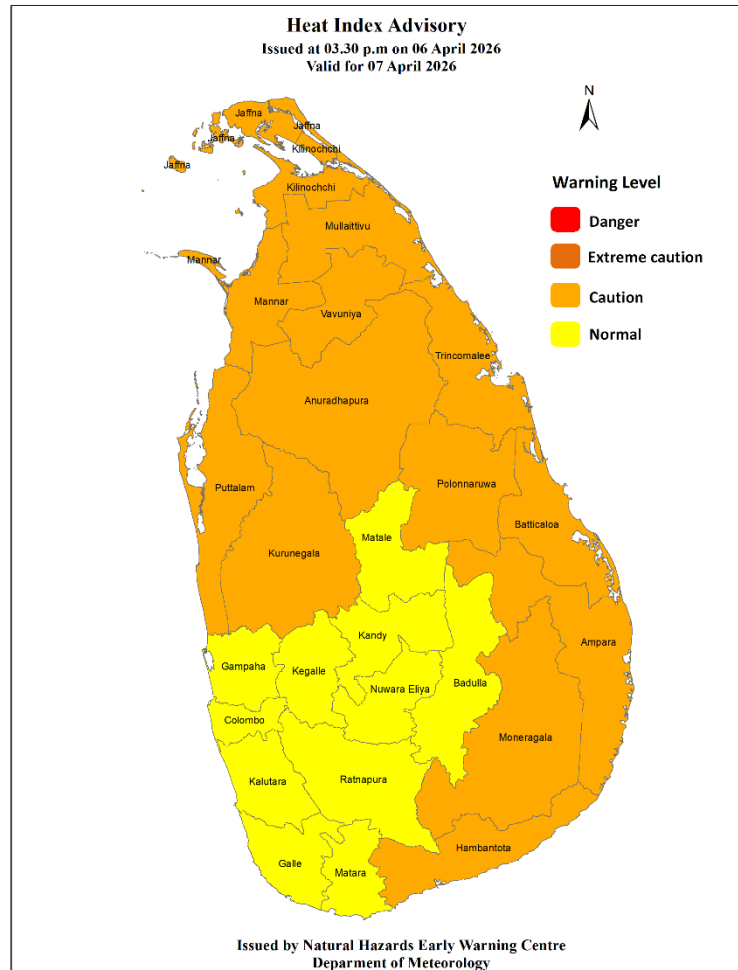 Heat Index Advisory
Issued at 03.30 p.m on 06 April 2026
Valid for 07 April 2026
N
Jaffna
Jaffna
Jaffna
Kilinochchi
Jaffna
Kilinochchi
Mullaittivu
Mannar
Mannar
Vavuniya
Trincomalee
Anuradhapura
Puttalam
Polonnaruwa
Batticaloa
Matale
Kurunegala
Kandy
Ampara
Gampaha
Kegalle
Nuwara Eliya
Badulla
Colombo
Moneragala
Kalutara
Ratnapura
Hambantota
Galle
Matara
Warning Level
Danger
Extreme caution
Caution
Normal
Issued by Natural Hazards Early Warning Centre
Deparment of Meteorology